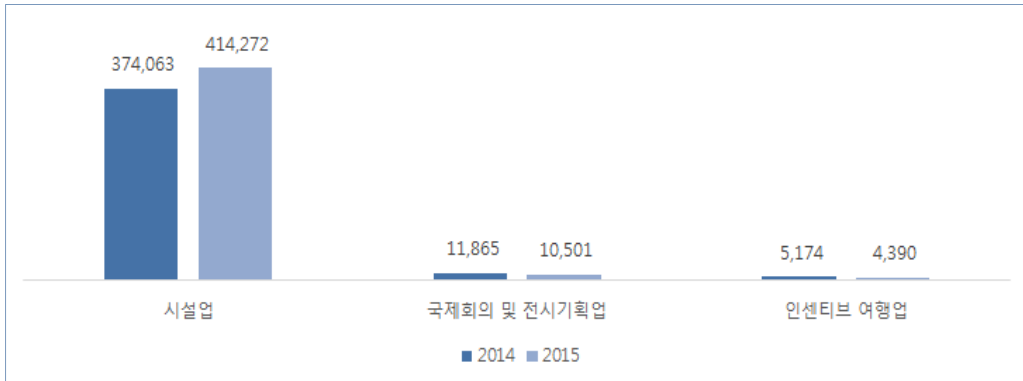 374,063
414,272
11,865
10,501
5,174
4,390
시설업
국제회의 및 전시기획업
인센티브 여행업
2014 2015